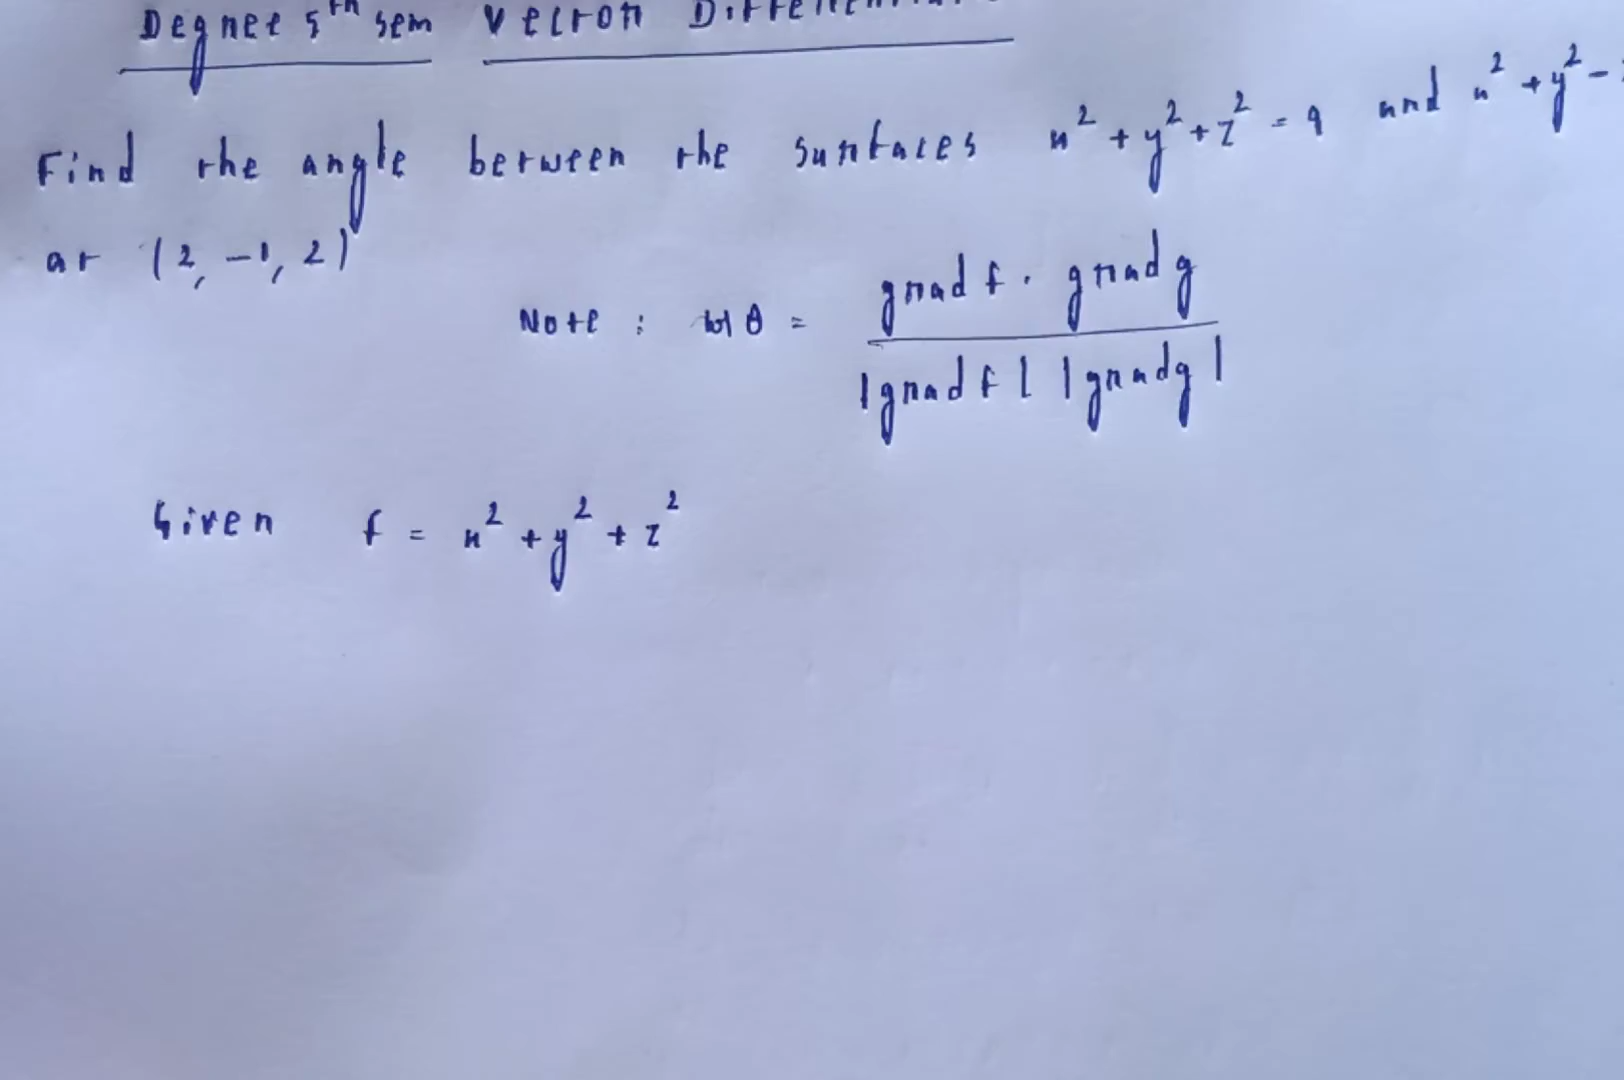 Degree 5th sem Vector
Find the angle between the surfaces x² + y² + z² = 9 and x² + y² -
at (2, -1, 2)
Note : cos θ = grad f . grad g / |grad f| |grad g|
Given f = x² + y² + z²